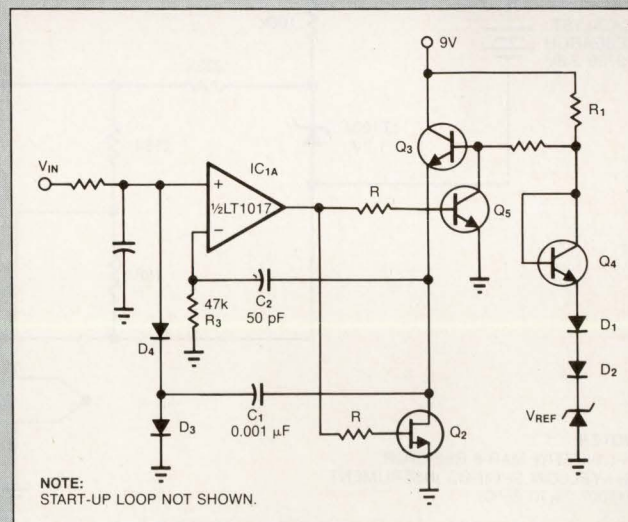 9V
R1
Q3
VIN
IC1A
+
½LT1017
−
R
Q5
Q4
C2
50 pF
47k
R3
D1
D4
D2
C1
0.001 µF
R
Q2
VREF
D3
NOTE:
START-UP LOOP NOT SHOWN.